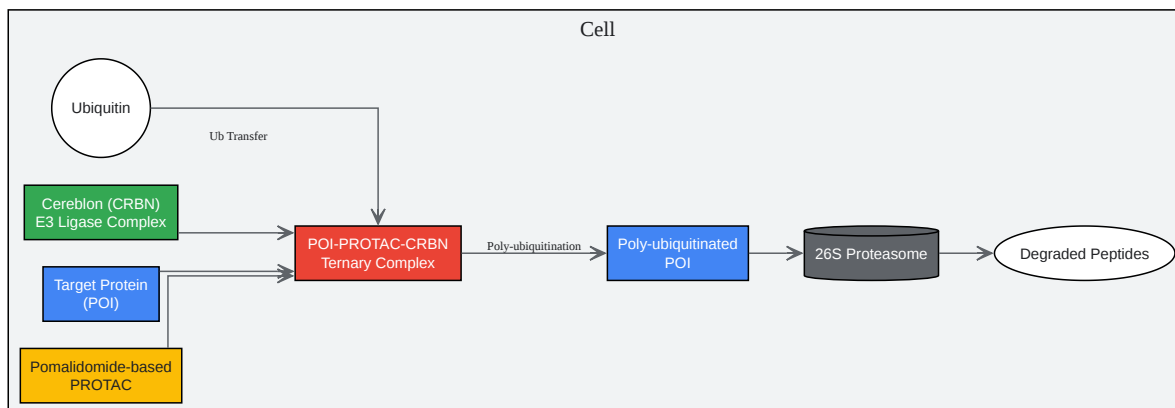 Cell
Ubiquitin
Ub Transfer
Cereblon (CRBN)
E3 Ligase Complex
POI-PROTAC-CRBN
Ternary Complex
Poly-ubiquitination
Poly-ubiquitinated
POI
26S Proteasome
Degraded Peptides
Target Protein
(POI)
Pomalidomide-based
PROTAC